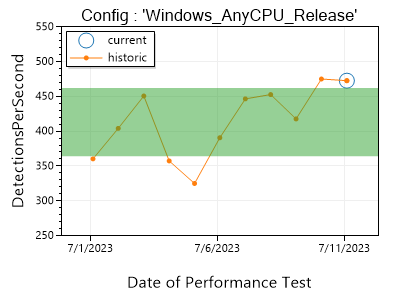 Config : 'Windows_AnyCPU_Release'
current
historic
DetectionsPerSecond
550
500
450
400
350
300
250
7/1/2023
7/6/2023
7/11/2023
Date of Performance Test